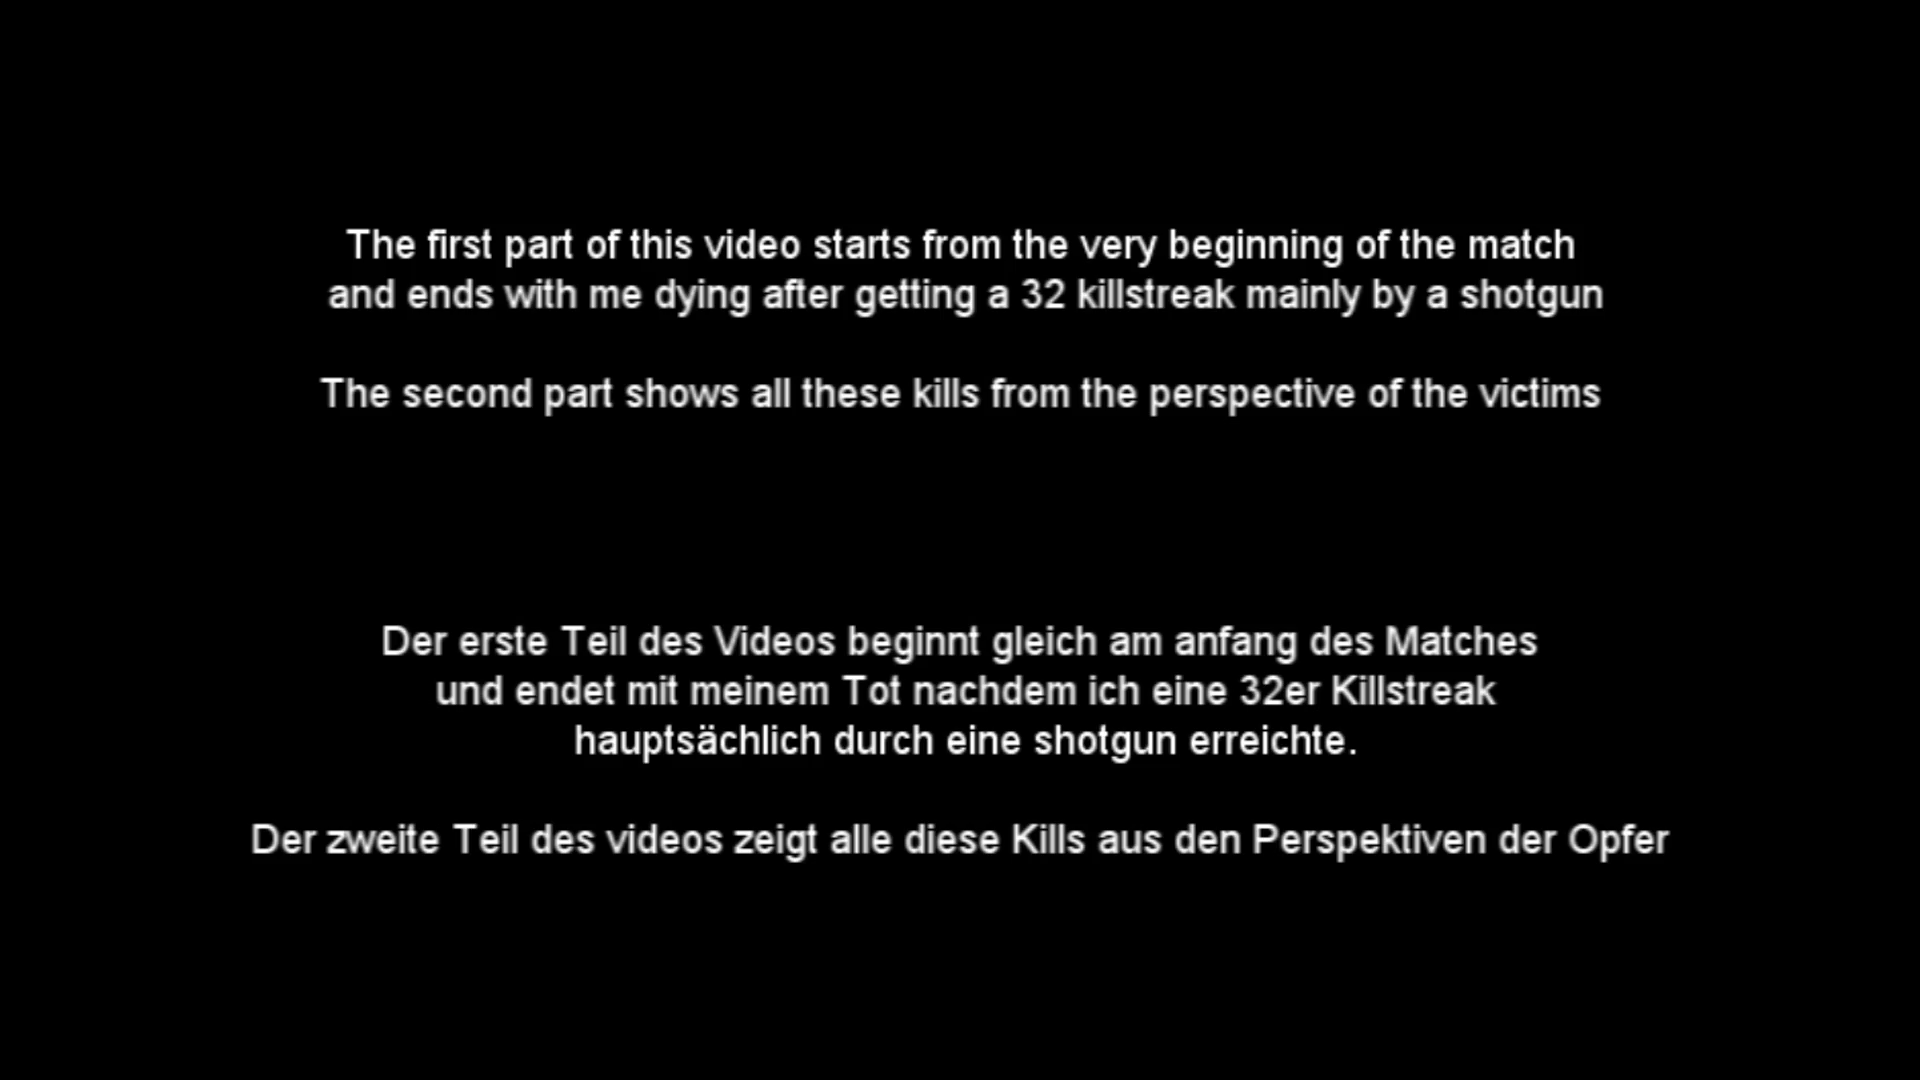 The first part of this video starts from the very beginning of the match
and ends with me dying after getting a 32 killstreak mainly by a shotgun
The second part shows all these kills from the perspective of the victims
Der erste Teil des Videos beginnt gleich am anfang des Matches
und endet mit meinem Tot nachdem ich eine 32er Killstreak
hauptsächlich durch eine shotgun erreichte.
Der zweite Teil des videos zeigt alle diese Kills aus den Perspektiven der Opfer